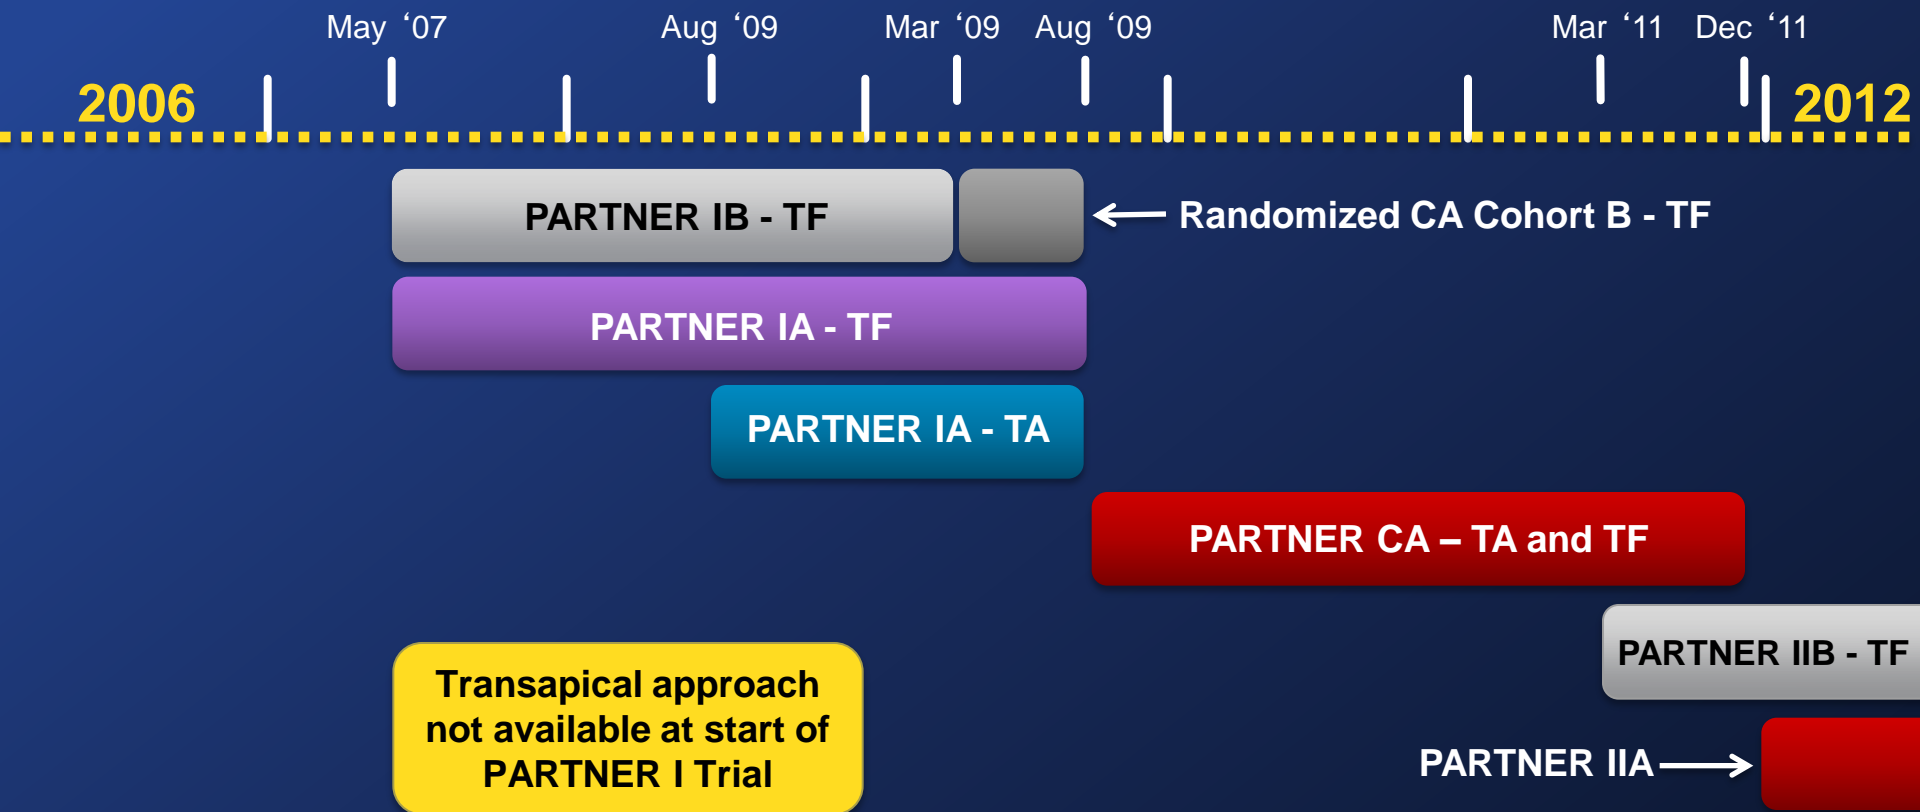 May ‘07
Aug ‘09
Mar ‘09
Aug ‘09
Mar ‘11
Dec ‘11
2006
2012
PARTNER IB - TF
Randomized CA Cohort B - TF
PARTNER IA - TF
PARTNER IA - TA
PARTNER CA – TA and TF
PARTNER IIB - TF
Transapical approach
not available at start of
PARTNER I Trial
PARTNER IIA